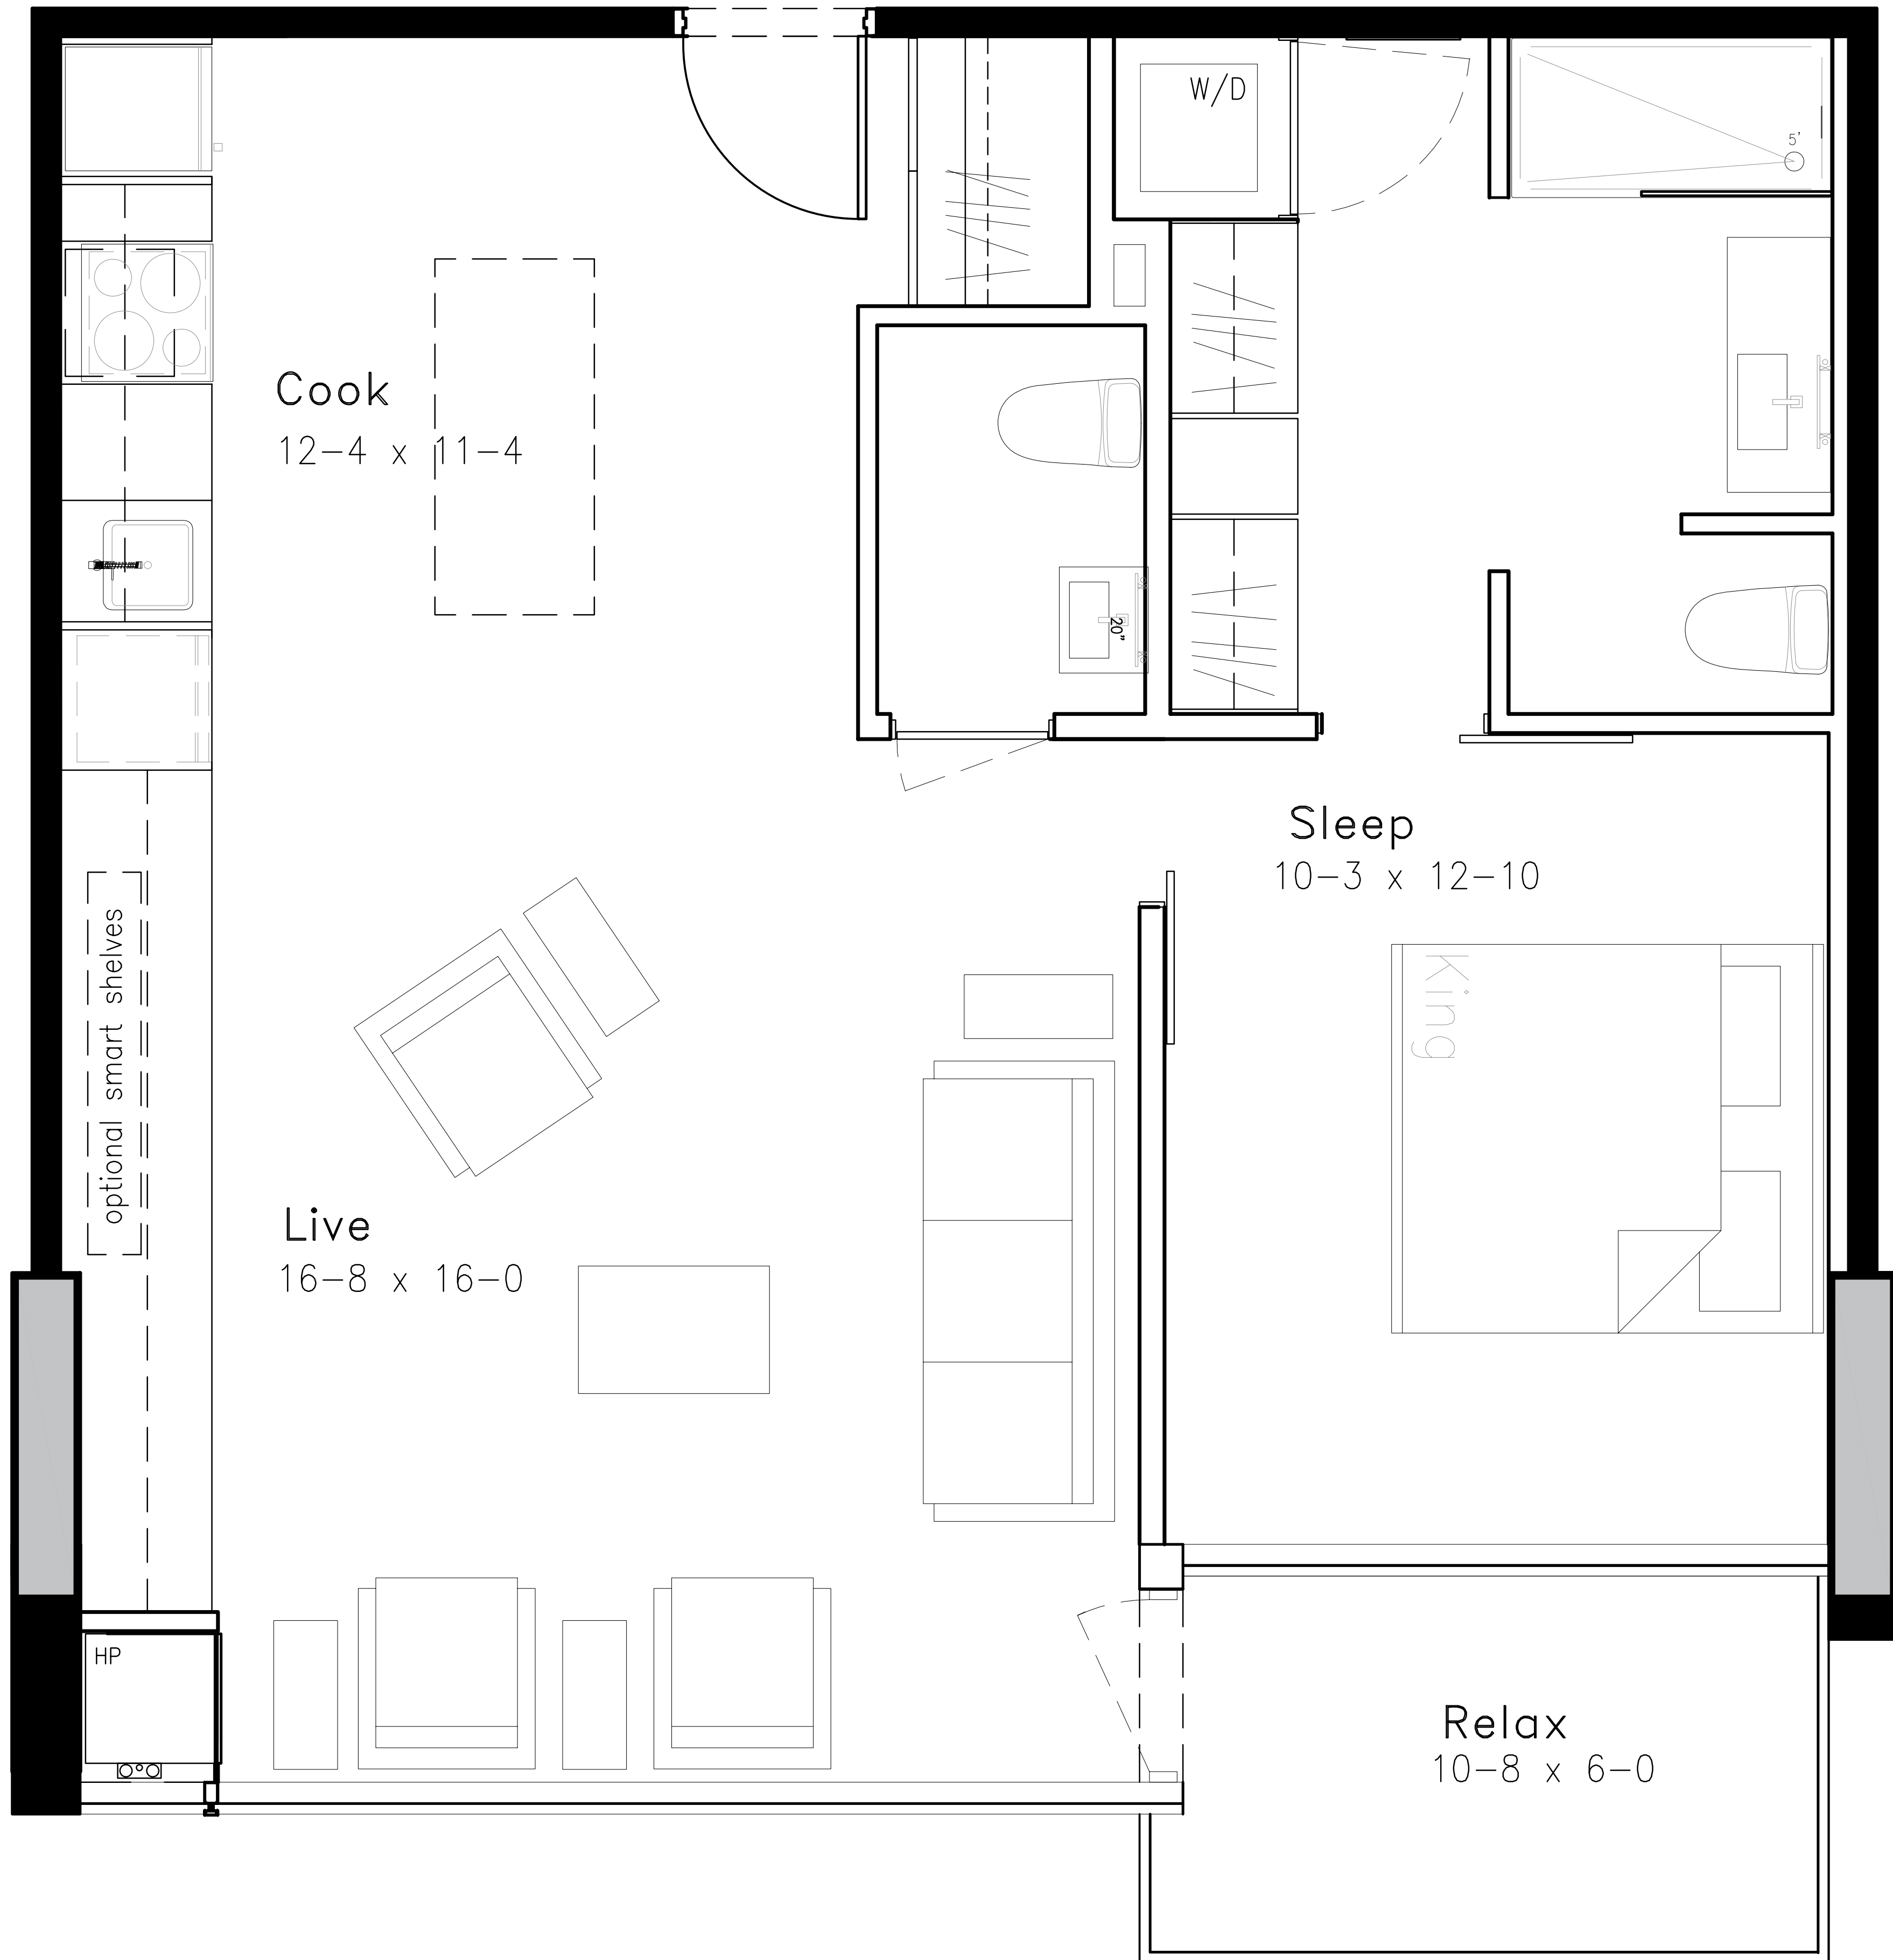 W/D
5'
Cook
12-4 x 11-4
20"
Sleep
10-3 x 12-10
King
optional smart shelves
Live
16-8 x 16-0
HP
Relax
10-8 x 6-0